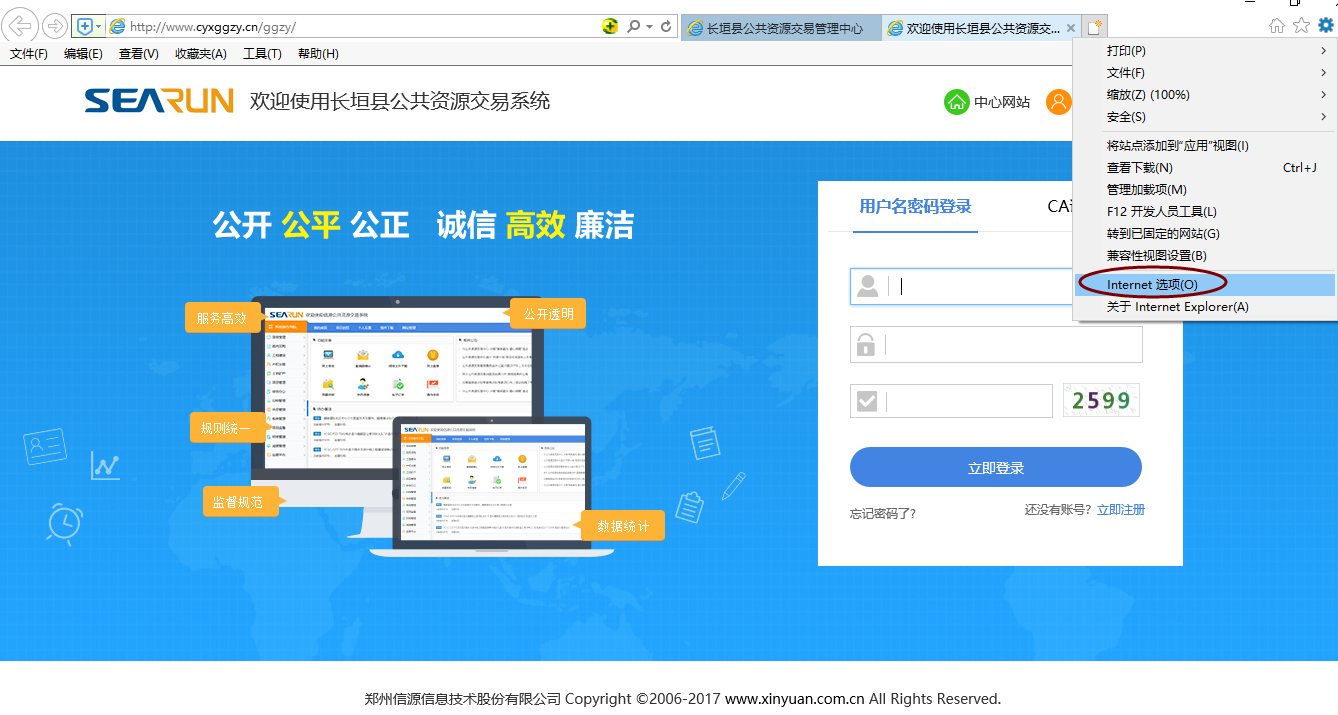 http://www.cyxggzy.cn/ggzy/
长垣县公共资源交易管理中心
欢迎使用长垣县公共资源交...
文件(F) 编辑(E) 查看(V) 收藏夹(A) 工具(T) 帮助(H)
打印(P)
文件(F)
缩放(Z) (100%)
安全(S)
将站点添加到“应用”视图(I)
查看下载(N) Ctrl+J
管理加载项(M)
F12 开发人员工具(L)
转到已固定的网站(G)
兼容性视图设置(B)
Internet 选项(O)
关于 Internet Explorer(A)
SEARUN 欢迎使用长垣县公共资源交易系统
中心网站
公开 公平 公正 诚信 高效 廉洁
服务高效
公开透明
规则统一
监督规范
数据统计
SEARUN
SEARUN
用户名密码登录
CA
2599
立即登录
忘记密码了?
还没有账号? 立即注册
郑州信源信息技术股份有限公司 Copyright ©2006-2017 www.xinyuan.com.cn All Rights Reserved.